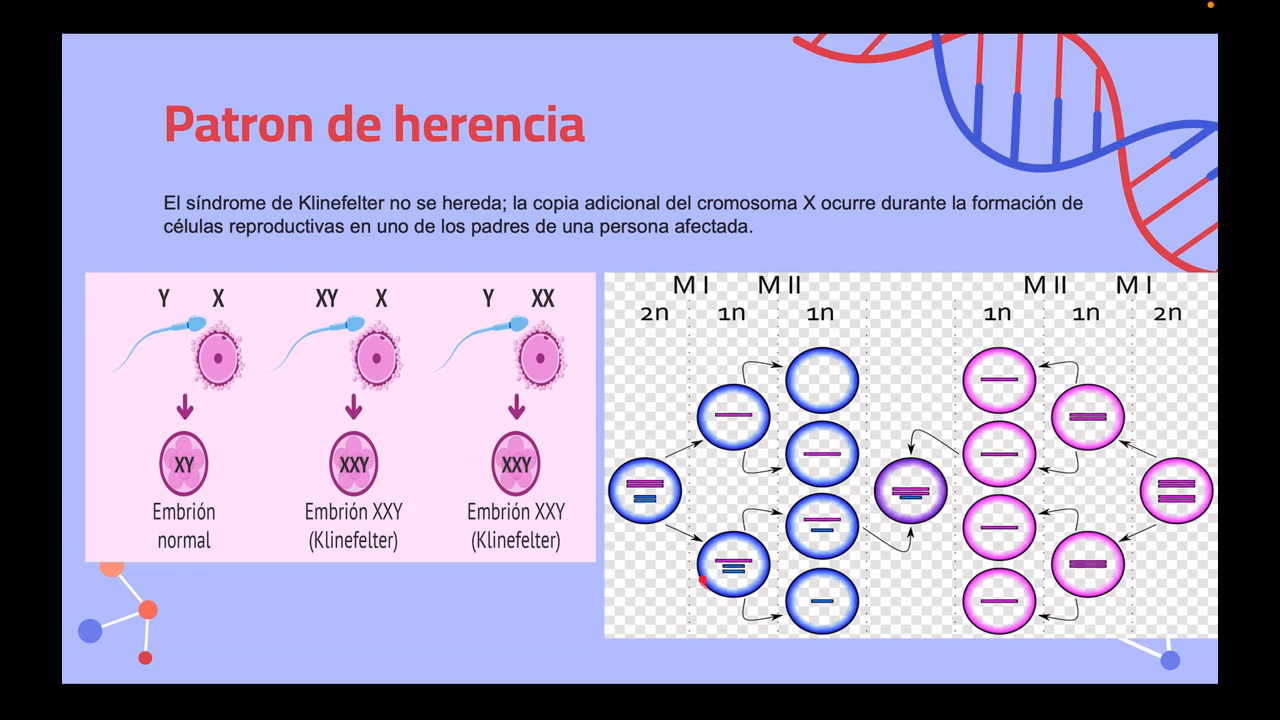 Patron de herencia
El síndrome de Klinefelter no se hereda; la copia adicional del cromosoma X ocurre durante la formación de
células reproductivas en uno de los padres de una persona afectada.
Y X XY X Y XX
XY XXY XXY
Embrión Embrión XXY Embrión XXY
normal (Klinefelter) (Klinefelter)
M I M II M II M I
2n 1n 1n 1n 1n 2n